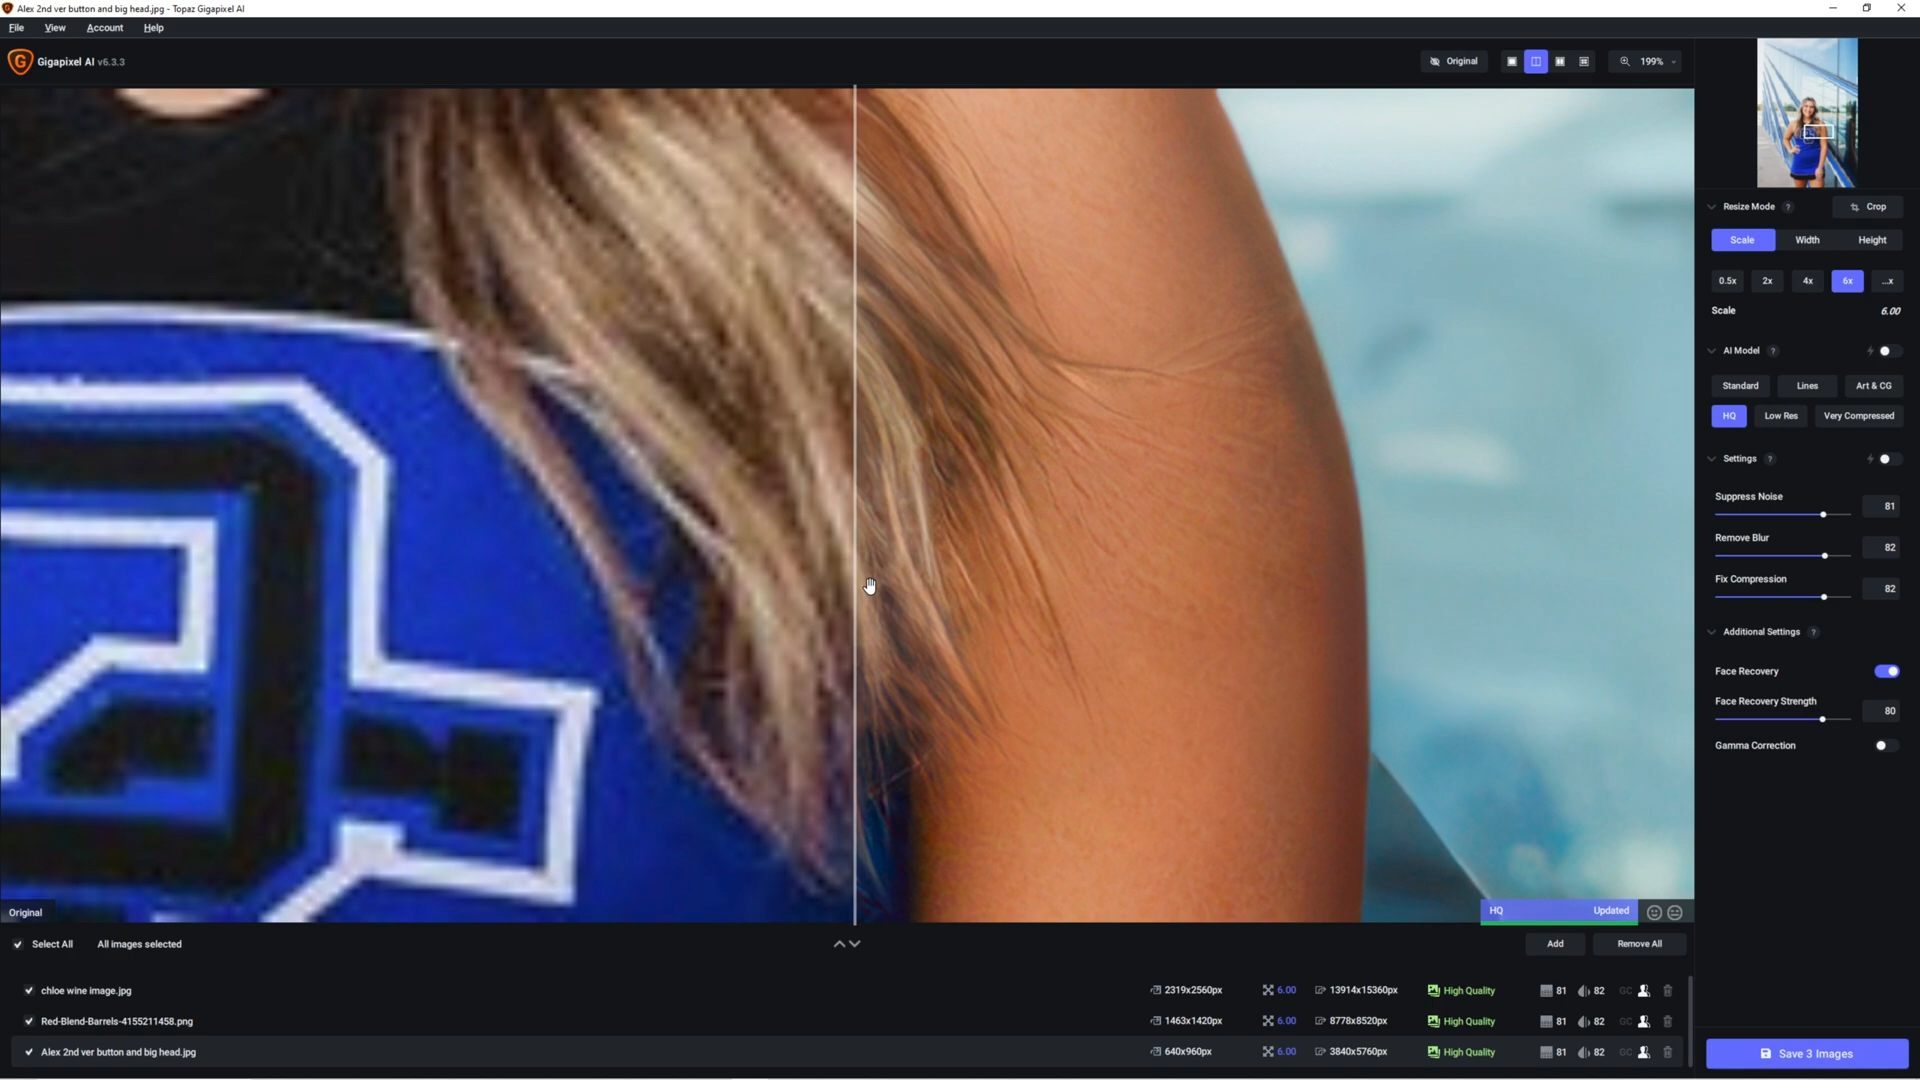 Alex 2nd ver button and big head.jpg - Topaz Gigapixel AI
File View Account Help
Gigapixel AI v6.3.3
Original
199%
Resize Mode ? Crop
Scale Width Height
0.5x 2x 4x 6x ...x
Scale 6.00
AI Model ?
Standard Lines Art & CG
HQ Low Res Very Compressed
Settings ?
Suppress Noise 81
Remove Blur 82
Fix Compression 82
Additional Settings ?
Face Recovery
Face Recovery Strength 80
Gamma Correction
Original
HQ Updated
Select All All images selected
Add Remove All
chloe wine image.jpg 2319x2560px 6.00 13914x15360px High Quality 81 82 GC
Red-Blend-Barrels-4155211458.png 1463x1420px 6.00 8778x8520px High Quality 81 82 GC
Alex 2nd ver button and big head.jpg 640x960px 6.00 3840x5760px High Quality 81 82 GC
Save 3 Images